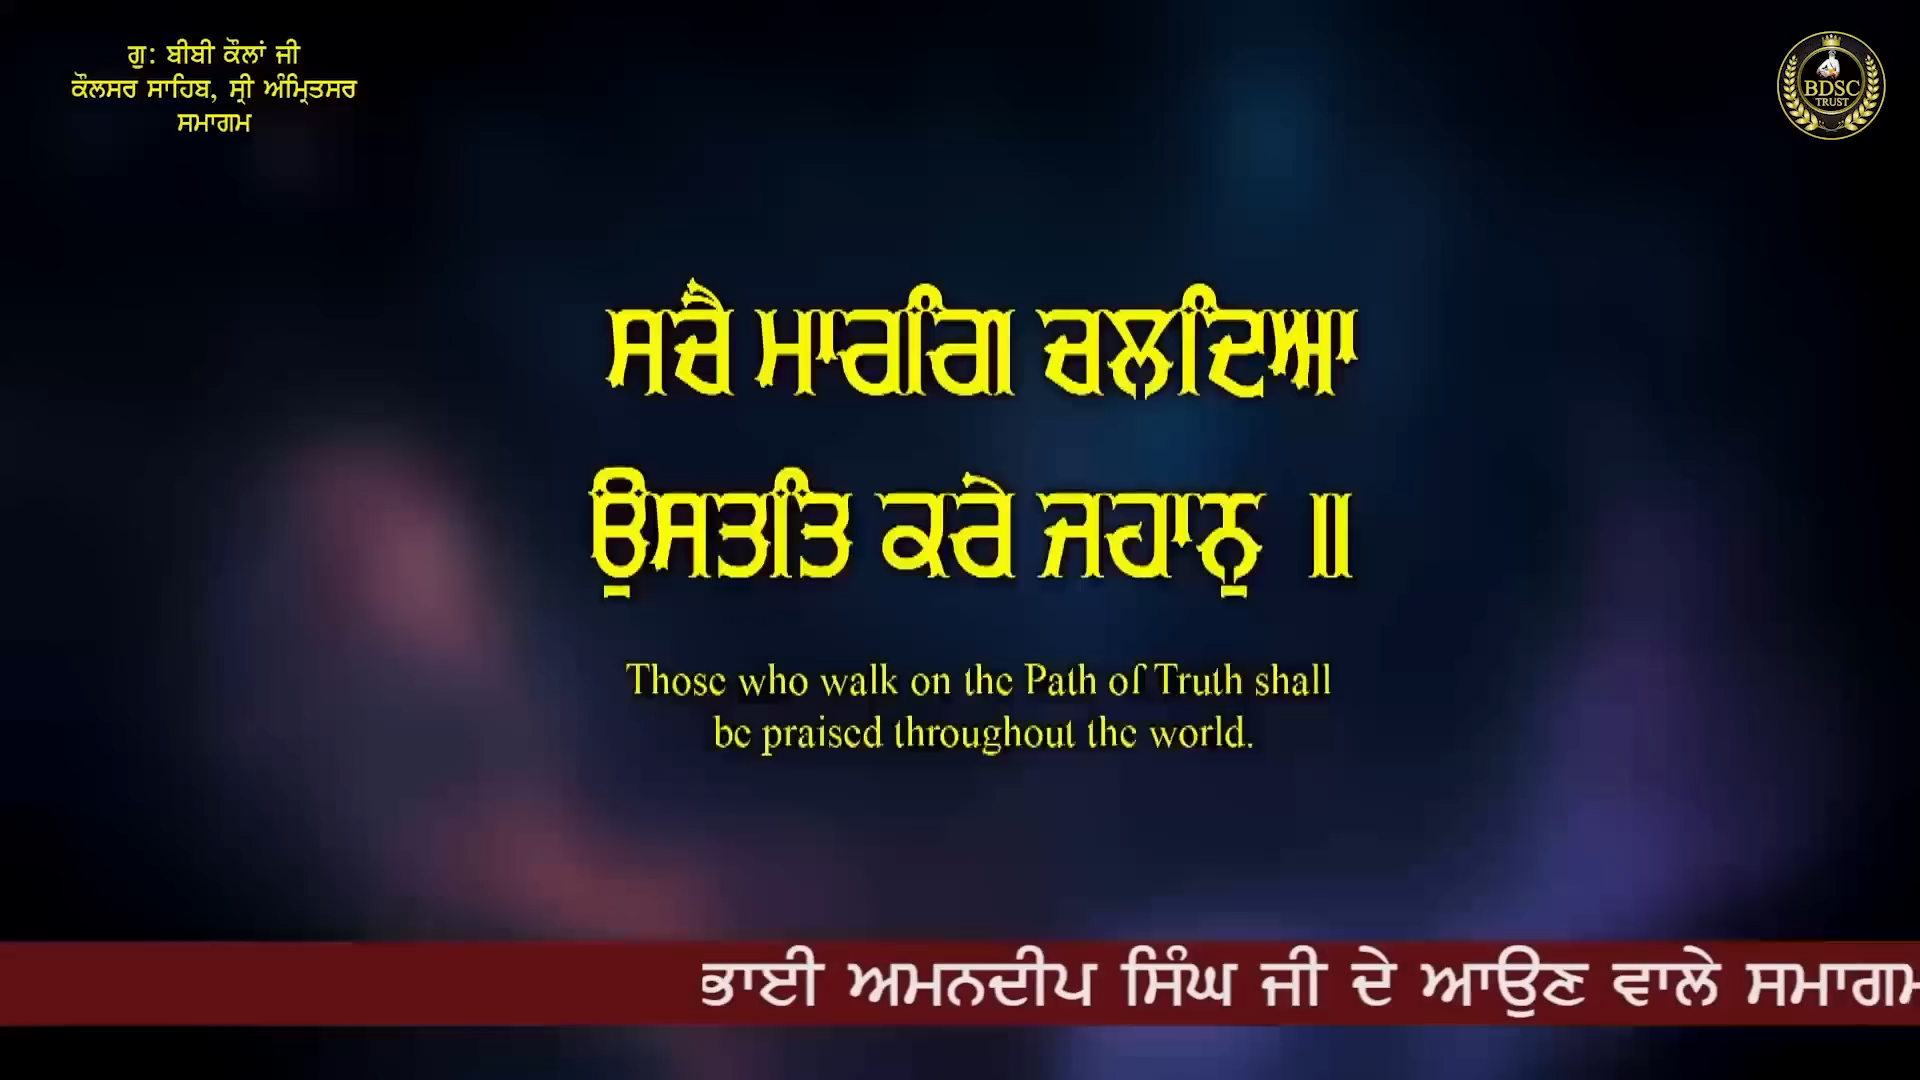 ਗੁ: ਬੀਬੀ ਕੌਲਾਂ ਜੀ
ਕੌਲਸਰ ਸਾਹਿਬ, ਸ੍ਰੀ ਅੰਮ੍ਰਿਤਸਰ
ਸਮਾਗਮ
BDSC
TRUST
ਸਚੈ ਮਾਰਗਿ ਚਲਦਿਆ
ਉਸਤਤਿ ਕਰੇ ਜਹਾਨੁ ॥
Those who walk on the Path of Truth shall
be praised throughout the world.
ਭਾਈ ਅਮਨਦੀਪ ਸਿੰਘ ਜੀ ਦੇ ਆਉਣ ਵਾਲੇ ਸਮਾਗਮ